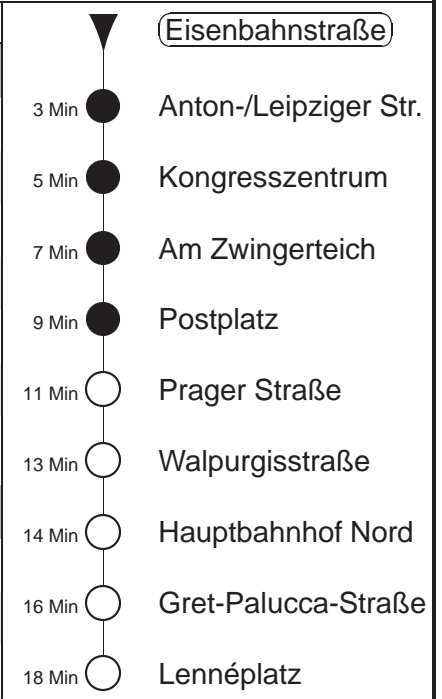 Eisenbahnstraße
3 Min Anton-/Leipziger Str.
5 Min Kongresszentrum
7 Min Am Zwingerteich
9 Min Postplatz
11 Min Prager Straße
13 Min Walpurgisstraße
14 Min Hauptbahnhof Nord
16 Min Gret-Palucca-Straße
18 Min Lennéplatz